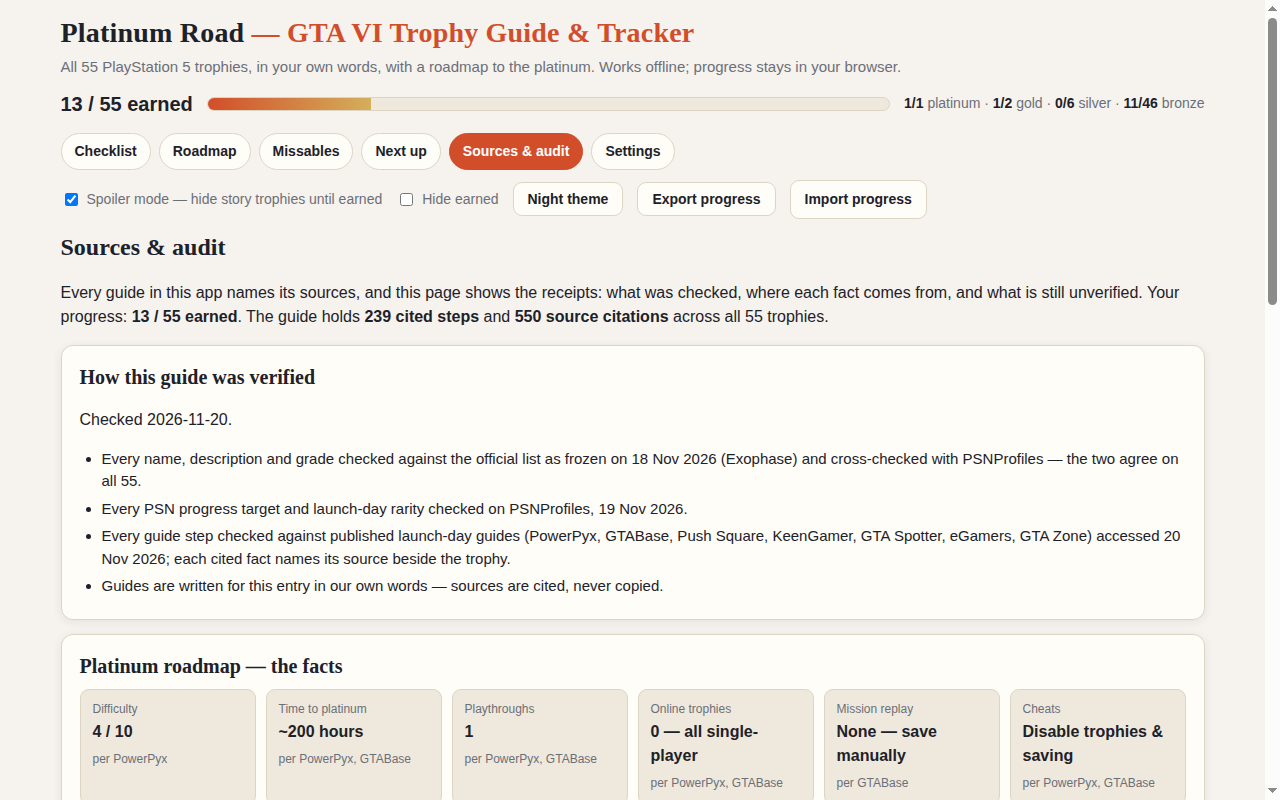 Platinum Road — GTA VI Trophy Guide & Tracker
All 55 PlayStation 5 trophies, in your own words, with a roadmap to the platinum. Works offline; progress stays in your browser.
13 / 55 earned
1/1 platinum · 1/2 gold · 0/6 silver · 11/46 bronze
Checklist Roadmap Missables Next up Sources & audit Settings
Spoiler mode — hide story trophies until earned Hide earned Night theme Export progress Import progress
Sources & audit
Every guide in this app names its sources, and this page shows the receipts: what was checked, where each fact comes from, and what is still unverified. Your
progress: 13 / 55 earned. The guide holds 239 cited steps and 550 source citations across all 55 trophies.
How this guide was verified
Checked 2026-11-20.
• Every name, description and grade checked against the official list as frozen on 18 Nov 2026 (Exophase) and cross-checked with PSNProfiles — the two agree on
all 55.
• Every PSN progress target and launch-day rarity checked on PSNProfiles, 19 Nov 2026.
• Every guide step checked against published launch-day guides (PowerPyx, GTABase, Push Square, KeenGamer, GTA Spotter, eGamers, GTA Zone) accessed 20
Nov 2026; each cited fact names its source beside the trophy.
• Guides are written for this entry in our own words — sources are cited, never copied.
Platinum roadmap — the facts
Difficulty
4 / 10
per PowerPyx
Time to platinum
~200 hours
per PowerPyx, GTABase
Playthroughs
1
per PowerPyx, GTABase
Online trophies
0 — all single-
player
per PowerPyx, GTABase
Mission replay
None — save
manually
per GTABase
Cheats
Disable trophies &
saving
per PowerPyx, GTABase